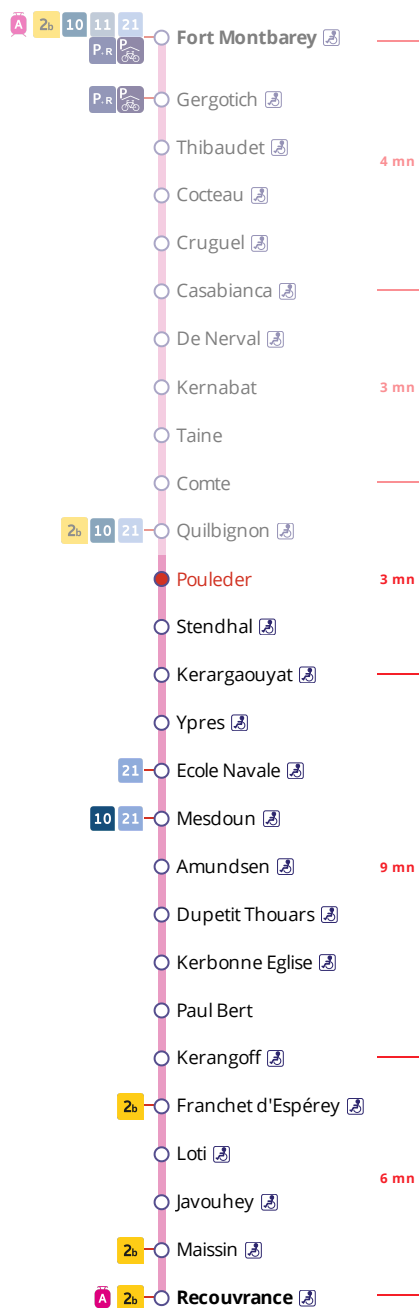 A 2b 10 11 21 Fort Montbarey
P+R P
P+R P Gergotich
Thibaudet
4 mn
Cocteau
Cruguel
Casabianca
De Nerval
Kernabat 3 mn
Taine
Comte
2b 10 21 Quilbignon
Pouleder 3 mn
Stendhal
Kerargaouyat
Ypres
21 Ecole Navale
10 21 Mesdoun
Amundsen 9 mn
Dupetit Thouars
Kerbonne Eglise
Paul Bert
Kerangoff
2b Franchet d'Espérey
Loti
6 mn
Javouhey
2b Maissin
A 2b Recouvrance